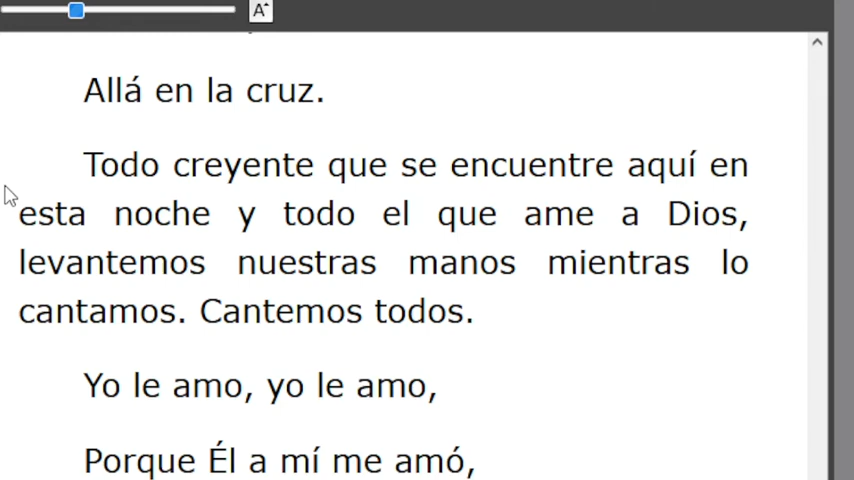 A
Allá en la cruz.
Todo creyente que se encuentre aquí en
esta noche y todo el que ame a Dios,
levantemos nuestras manos mientras lo
cantamos. Cantemos todos.
Yo le amo, yo le amo,
Porque Él a mí me amó,